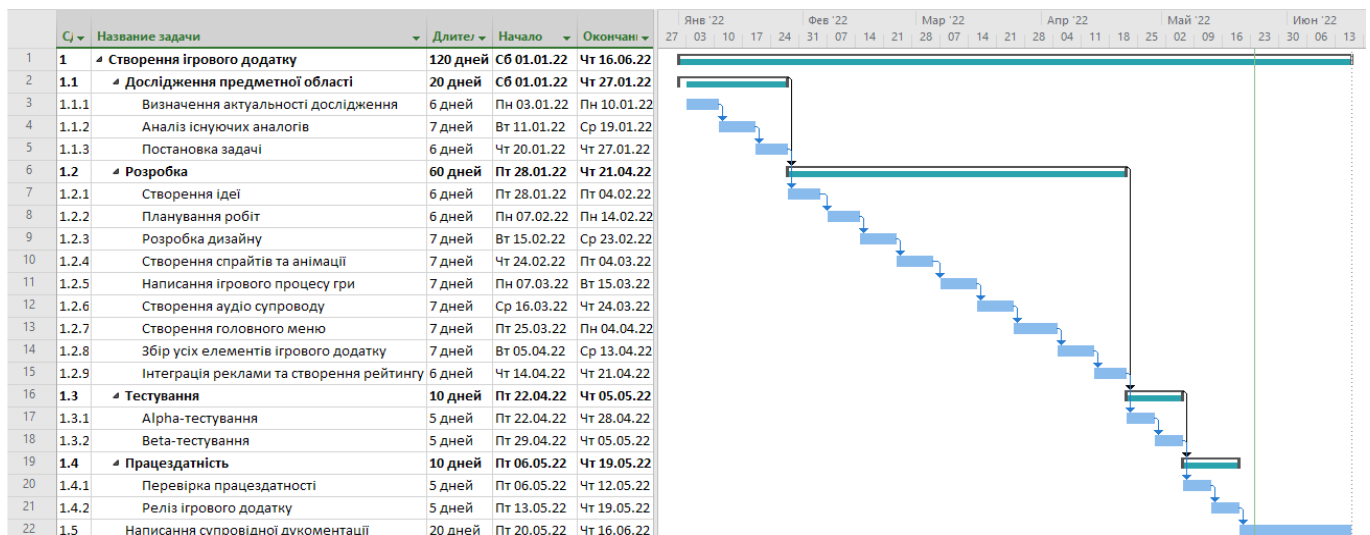 Янв '22 Фев '22 Мар '22 Апр '22 Май '22 Июн '22
Название задачи Начало
27 03 10 17 24 31 07 14 21 28 07 14 21 28 04 11 18 25 02 09 16 23 30 06 13
1 1 Створення ігрового додатку 120 дней Сб 01.01.22 Чт 16.06.22
2 1.1 Дослідження предметної області 20 дней Сб 01.01.22 Чт 27.01.22
3 1.1.1 Визначення актуальності дослідження 6 дней Пн 03.01.22 Пн 10.01.22
4 1.1.2 Аналіз існуючих аналогів 7 дней Вт 11.01.22 Ср 19.01.22
5 1.1.3 Постановка задачі 6 дней Чт 20.01.22 Чт 27.01.22
6 1.2 Розробка 60 дней Пт 28.01.22 Чт 21.04.22
7 1.2.1 Створення ідеї 6 дней Пт 28.01.22 Пт 04.02.22
8 1.2.2 Планування робіт 6 дней Пн 07.02.22 Пн 14.02.22
9 1.2.3 Розробка дизайну 7 дней Вт 15.02.22 Ср 23.02.22
10 1.2.4 Створення спрайтів та анімації 7 дней Чт 24.02.22 Пт 04.03.22
11 1.2.5 Написання ігрового процесу гри 7 дней Пн 07.03.22 Вт 15.03.22
12 1.2.6 Створення аудіо супроводу 7 дней Ср 16.03.22 Чт 24.03.22
13 1.2.7 Створення головного меню 7 дней Пт 25.03.22 Пн 04.04.22
14 1.2.8 Збір усіх елементів ігрового додатку 7 дней Вт 05.04.22 Ср 13.04.22
15 1.2.9 Інтеграція реклами та створення рейтингу 6 дней Чт 14.04.22 Чт 21.04.22
16 1.3 Тестування 10 дней Пт 22.04.22 Чт 05.05.22
17 1.3.1 Alpha-тестування 5 дней Пт 22.04.22 Чт 28.04.22
18 1.3.2 Beta-тестування 5 дней Пт 29.04.22 Чт 05.05.22
19 1.4 Працездатність 10 дней Пт 06.05.22 Чт 19.05.22
20 1.4.1 Перевірка працездатності 5 дней Пт 06.05.22 Чт 12.05.22
21 1.4.2 Реліз ігрового додатку 5 дней Пт 13.05.22 Чт 19.05.22
22 1.5 Написання супровідної дукоментації 20 дней Пт 20.05.22 Чт 16.06.22